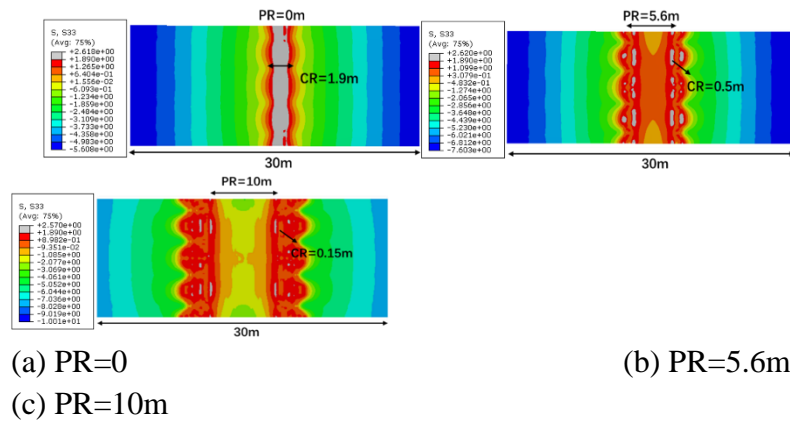 PR=0m
S, S33
(Avg: 75%)
+2.618e+00
+1.890e+00
+1.265e+00
+6.404e-01
+1.556e-02
-6.093e-01
-1.234e+00
-1.859e+00
-2.484e+00
-3.109e+00
-3.733e+00
-4.358e+00
-4.983e+00
-5.608e+00
CR=1.9m
30m
PR=5.6m
S, S33
(Avg: 75%)
+2.620e+00
+1.890e+00
+1.099e+00
+3.079e-01
-4.832e-01
-1.274e+00
-2.065e+00
-2.856e+00
-3.648e+00
-4.439e+00
-5.230e+00
-6.021e+00
-6.812e+00
-7.603e+00
CR=0.5m
30m
PR=10m
S, S33
(Avg: 75%)
+2.570e+00
+1.890e+00
+8.982e-01
-9.351e-02
-1.085e+00
-2.077e+00
-3.069e+00
-4.061e+00
-5.052e+00
-6.044e+00
-7.036e+00
-8.028e+00
-9.019e+00
-1.001e+01
CR=0.15m
30m
(a) PR=0 (b) PR=5.6m
(c) PR=10m